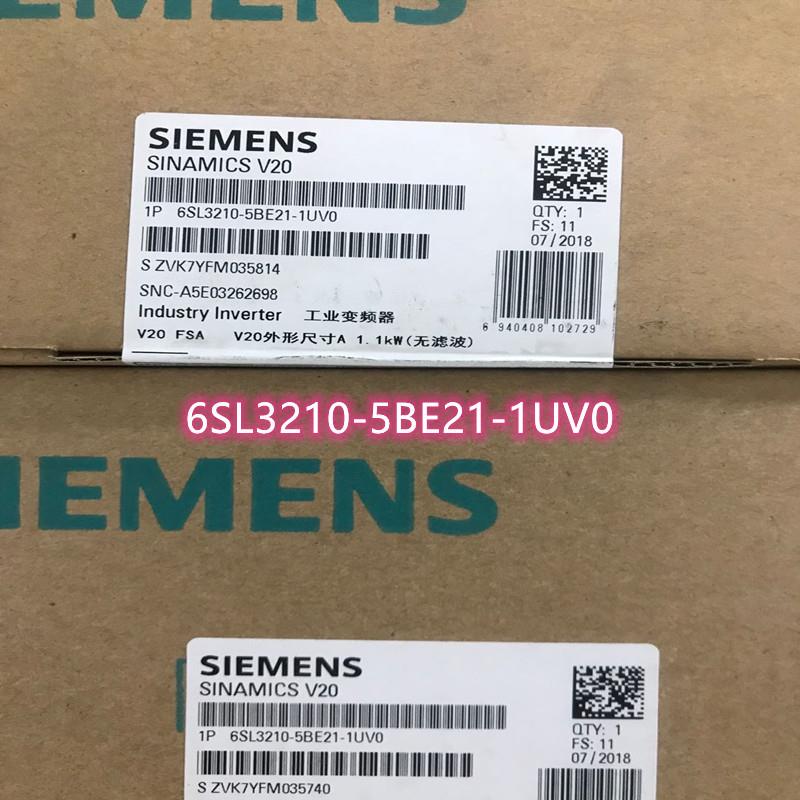 SIEMENS
SIEMENS
SINAMICS V20
1P 6SL3210-5BE21-1UV0
QTY: 1
FS: 11
07/2018
S ZVK7YFM035814
SNC-A5E03262698
Industry Inverter 工业变频器
6 940408 102729
V20 FSA V20外形尺寸A 1.1kW(无滤波)
6SL3210-5BE21-1UV0
IEMENS
SIEMENS
SINAMICS V20
1P 6SL3210-5BE21-1UV0
QTY: 1
FS: 11
07/2018
S ZVK7YFM035740